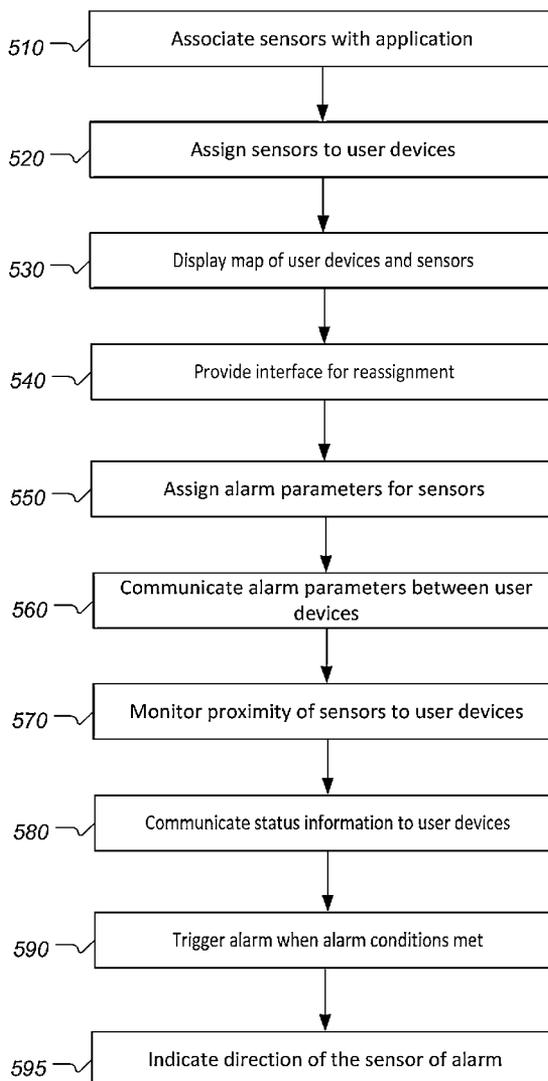 510 Associate sensors with application
520 Assign sensors to user devices
530 Display map of user devices and sensors
540 Provide interface for reassignment
550 Assign alarm parameters for sensors
560 Communicate alarm parameters between user
devices
570 Monitor proximity of sensors to user devices
580 Communicate status information to user devices
590 Trigger alarm when alarm conditions met
595 Indicate direction of the sensor of alarm